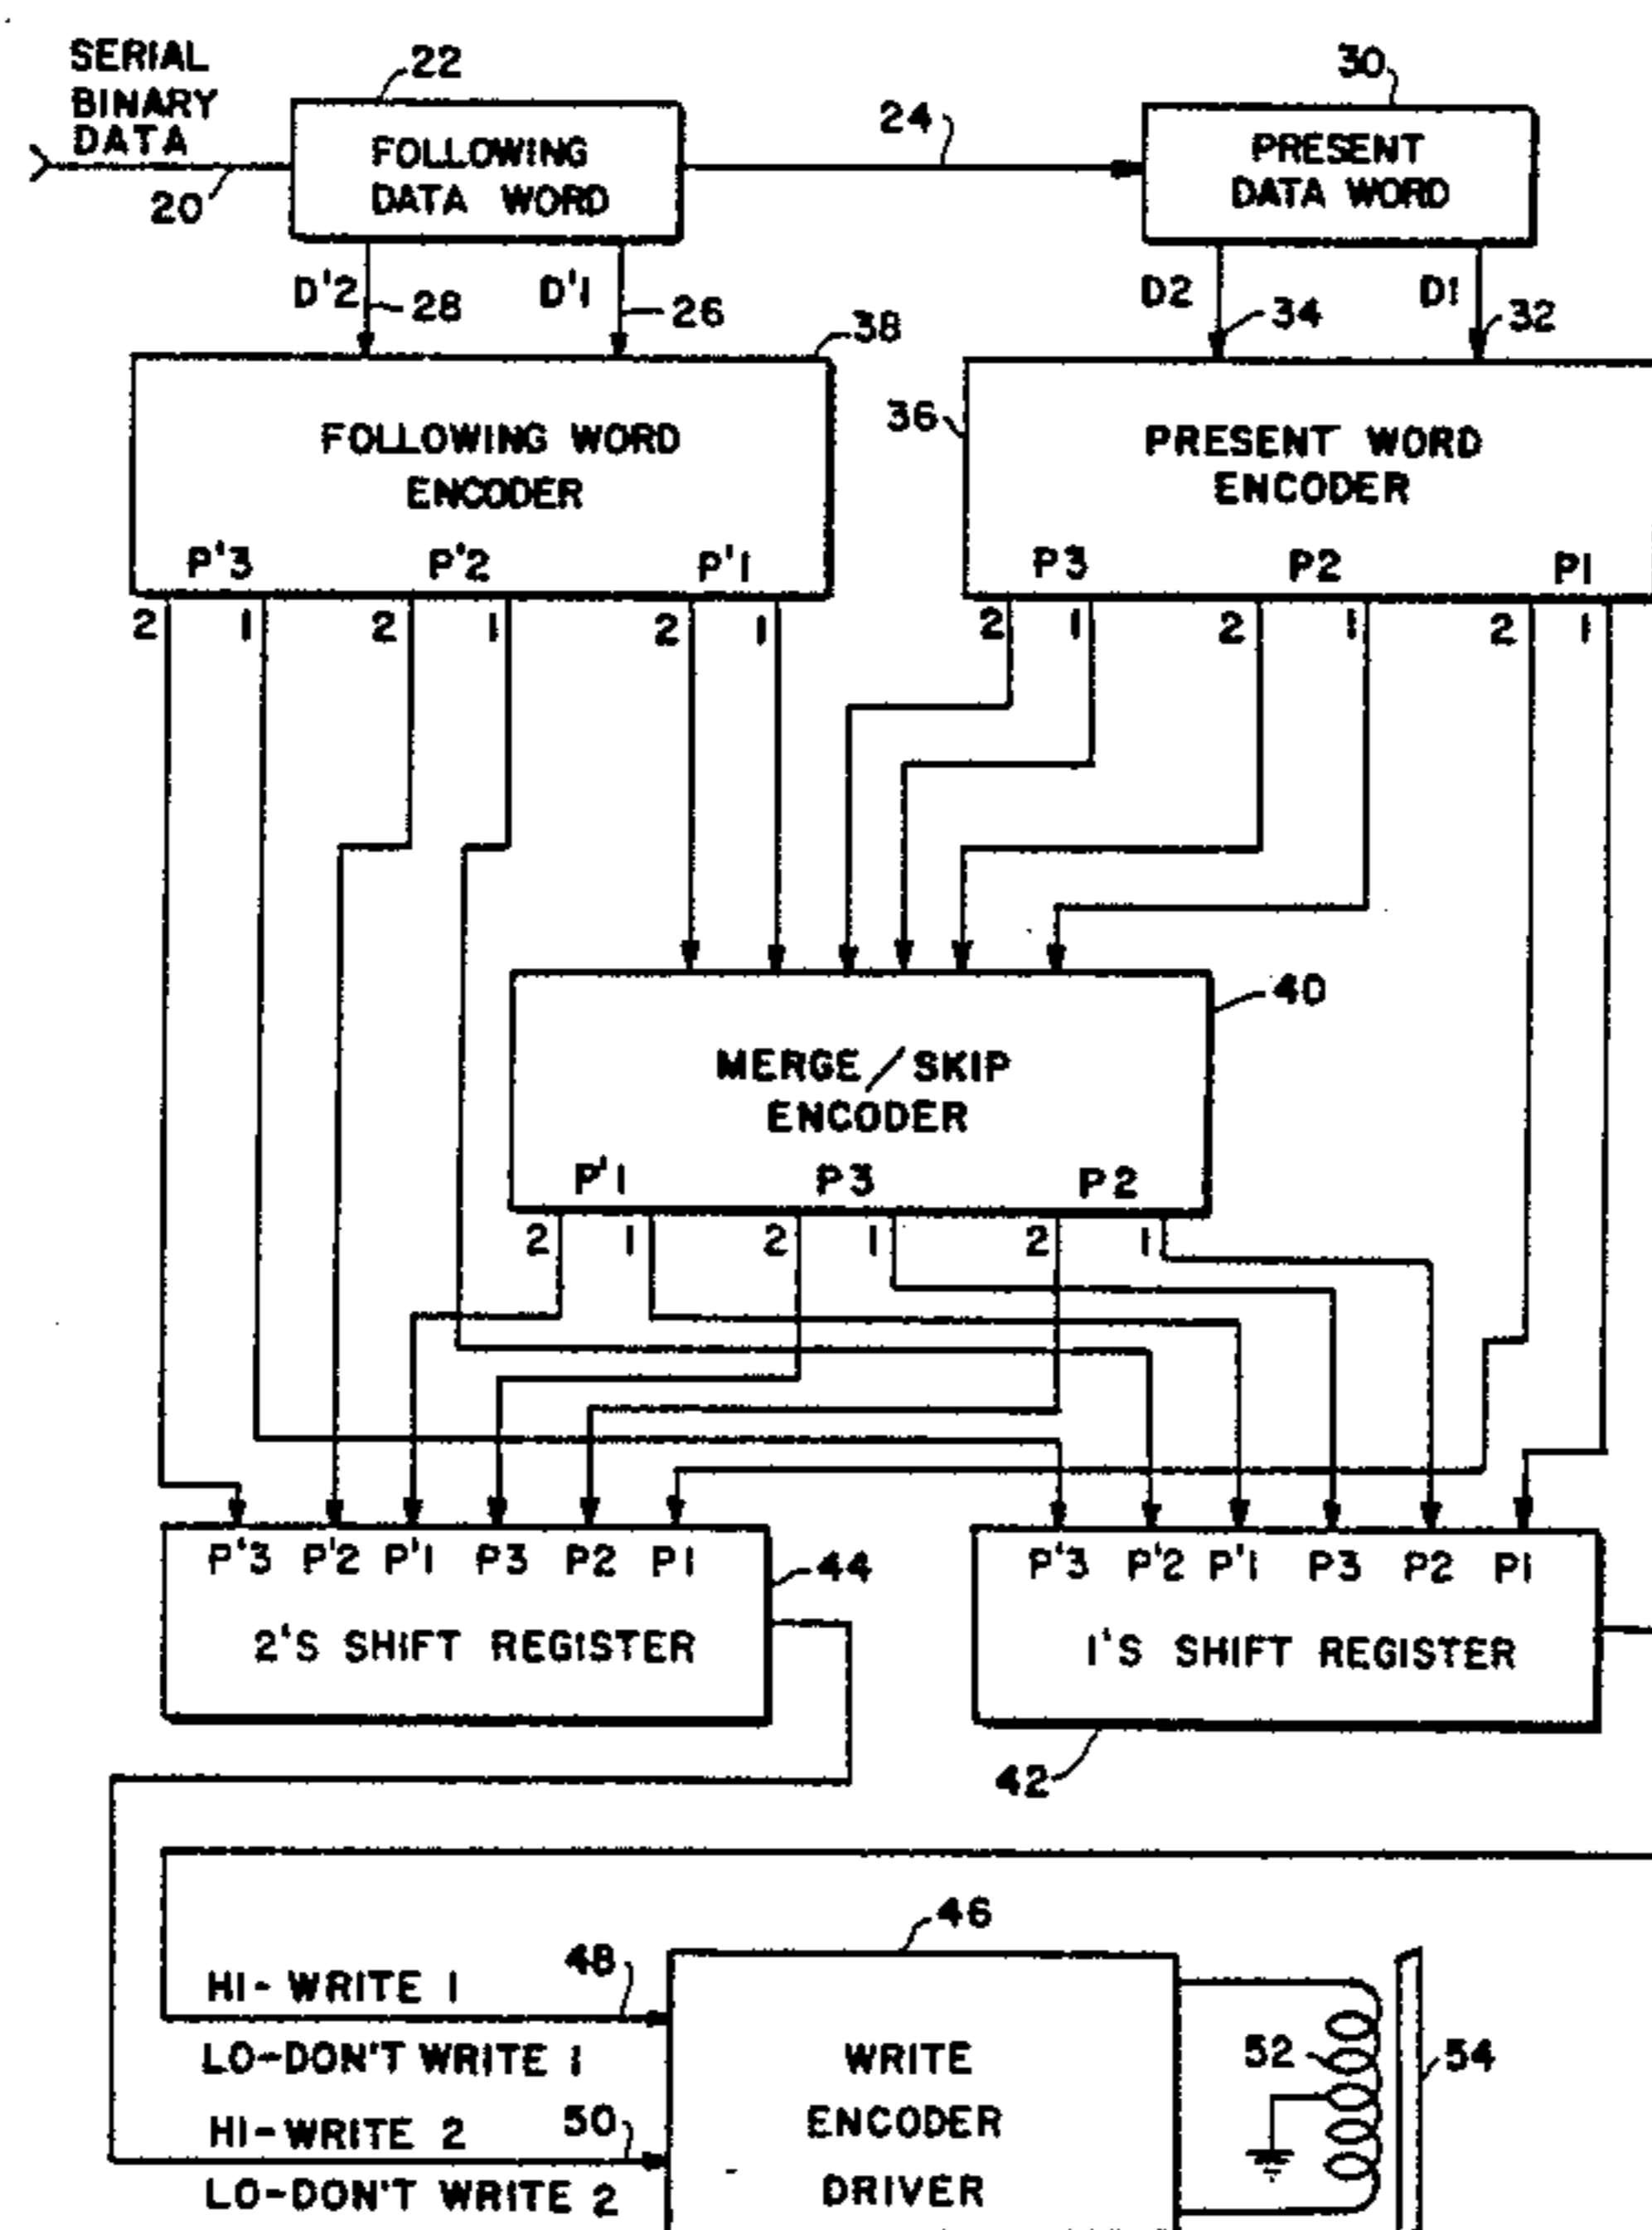 SERIAL
BINARY
DATA
20
22
FOLLOWING
DATA WORD
24
30
PRESENT
DATA WORD
D'2
28
D'1
26
D2
34
D1
32
38
FOLLOWING WORD
ENCODER
P'3 P'2 P'1
2 1 2 1 2 1
36
PRESENT WORD
ENCODER
P3 P2 P1
2 1 2 1 2 1
40
MERGE/SKIP
ENCODER
P'1 P3 P2
2 1 2 1 2 1
P'3 P'2 P'1 P3 P2 P1
2'S SHIFT REGISTER
44
P'3 P'2 P'1 P3 P2 P1
1'S SHIFT REGISTER
42
46
HI- WRITE 1
48
LO-DON'T WRITE 1
HI-WRITE 2
50
LO-DON'T WRITE 2
WRITE
ENCODER
DRIVER
52
54